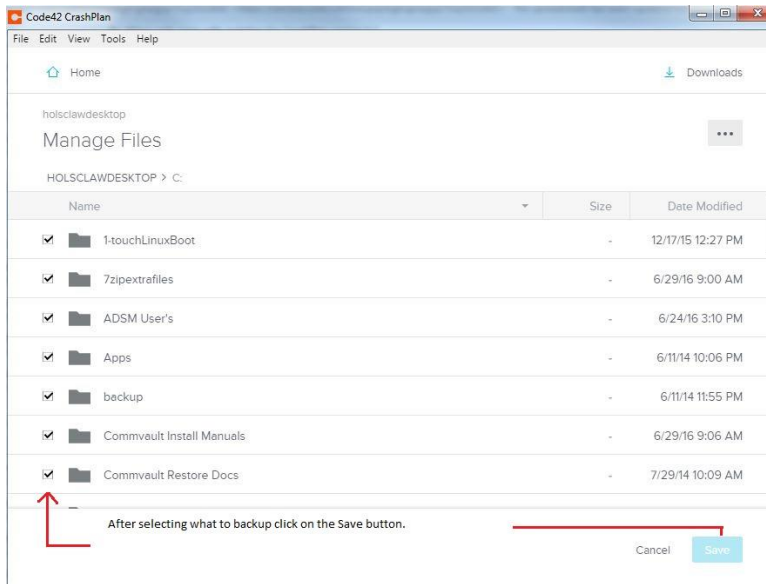 Code42 CrashPlan
File Edit View Tools Help
Home Downloads
holsclawdesktop
Manage Files
HOLSCLAWDESKTOP > C:
Name Size Date Modified
1-touchLinuxBoot - 12/17/15 12:27 PM
7zipextrafiles - 6/29/16 9:00 AM
ADSM User's - 6/24/16 3:10 PM
Apps - 6/11/14 10:06 PM
backup - 6/11/14 11:55 PM
Commvault Install Manuals - 6/29/16 9:06 AM
Commvault Restore Docs - 7/29/14 10:09 AM
After selecting what to backup click on the Save button.
Cancel Save